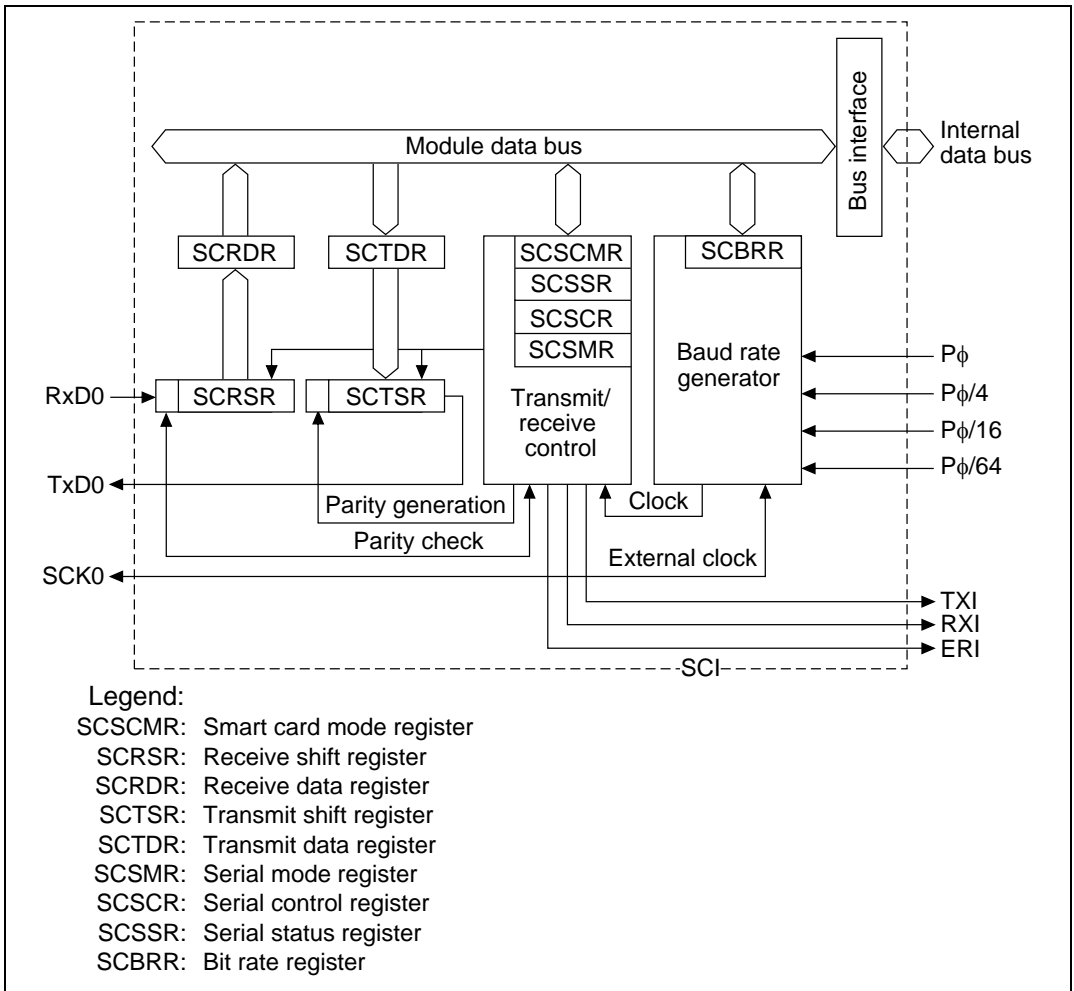 Bus interface
Internal
data bus
Module data bus
SCRDR
SCTDR
SCSCMR
SCSSR
SCSCR
SCSMR
SCBRR
Transmit/
receive
control
Baud rate
generator
Pϕ
Pϕ/4
Pϕ/16
Pϕ/64
RxD0
SCRSR
SCTSR
TxD0
Parity generation
Clock
Parity check
External clock
SCK0
TXI
RXI
ERI
SCI
Legend:
SCSCMR: Smart card mode register
SCRSR: Receive shift register
SCRDR: Receive data register
SCTSR: Transmit shift register
SCTDR: Transmit data register
SCSMR: Serial mode register
SCSCR: Serial control register
SCSSR: Serial status register
SCBRR: Bit rate register